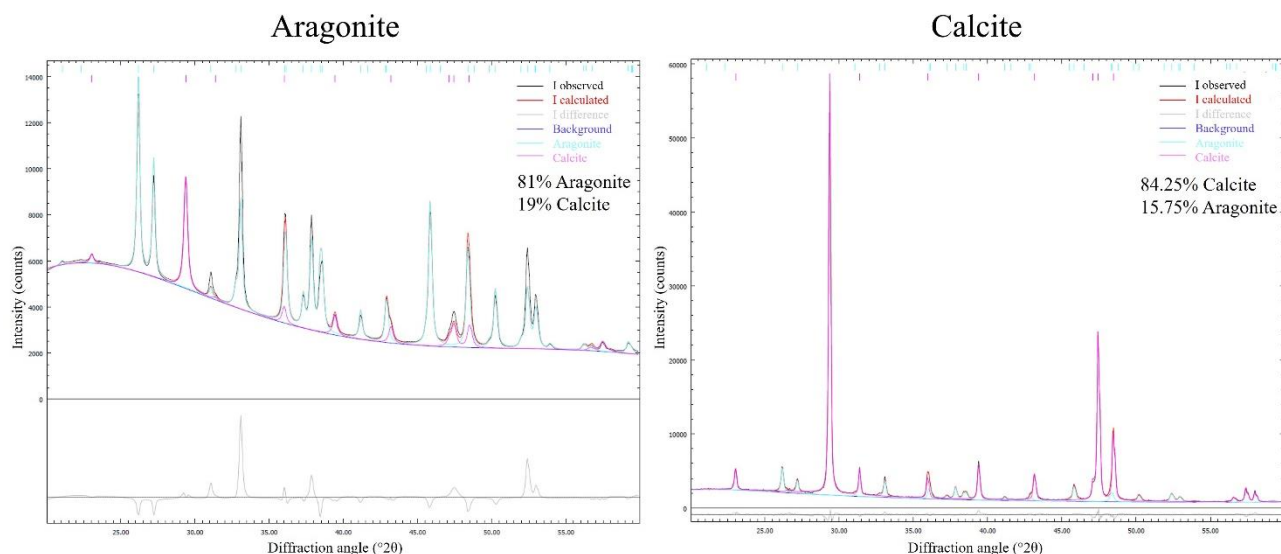 Aragonite
14000
12000
10000
8000
6000
4000
2000
0
Intensity (counts)
I observed
I calculated
I difference
Background
Aragonite
Calcite
81% Aragonite
19% Calcite
25.00 30.00 35.00 40.00 45.00 50.00 55.00
Diffraction angle (°2θ)
Calcite
60000
50000
40000
30000
20000
10000
0
Intensity (counts)
I observed
I calculated
I difference
Background
Aragonite
Calcite
84.25% Calcite
15.75% Aragonite
25.00 30.00 35.00 40.00 45.00 50.00 55.00
Diffraction angle (°2θ)